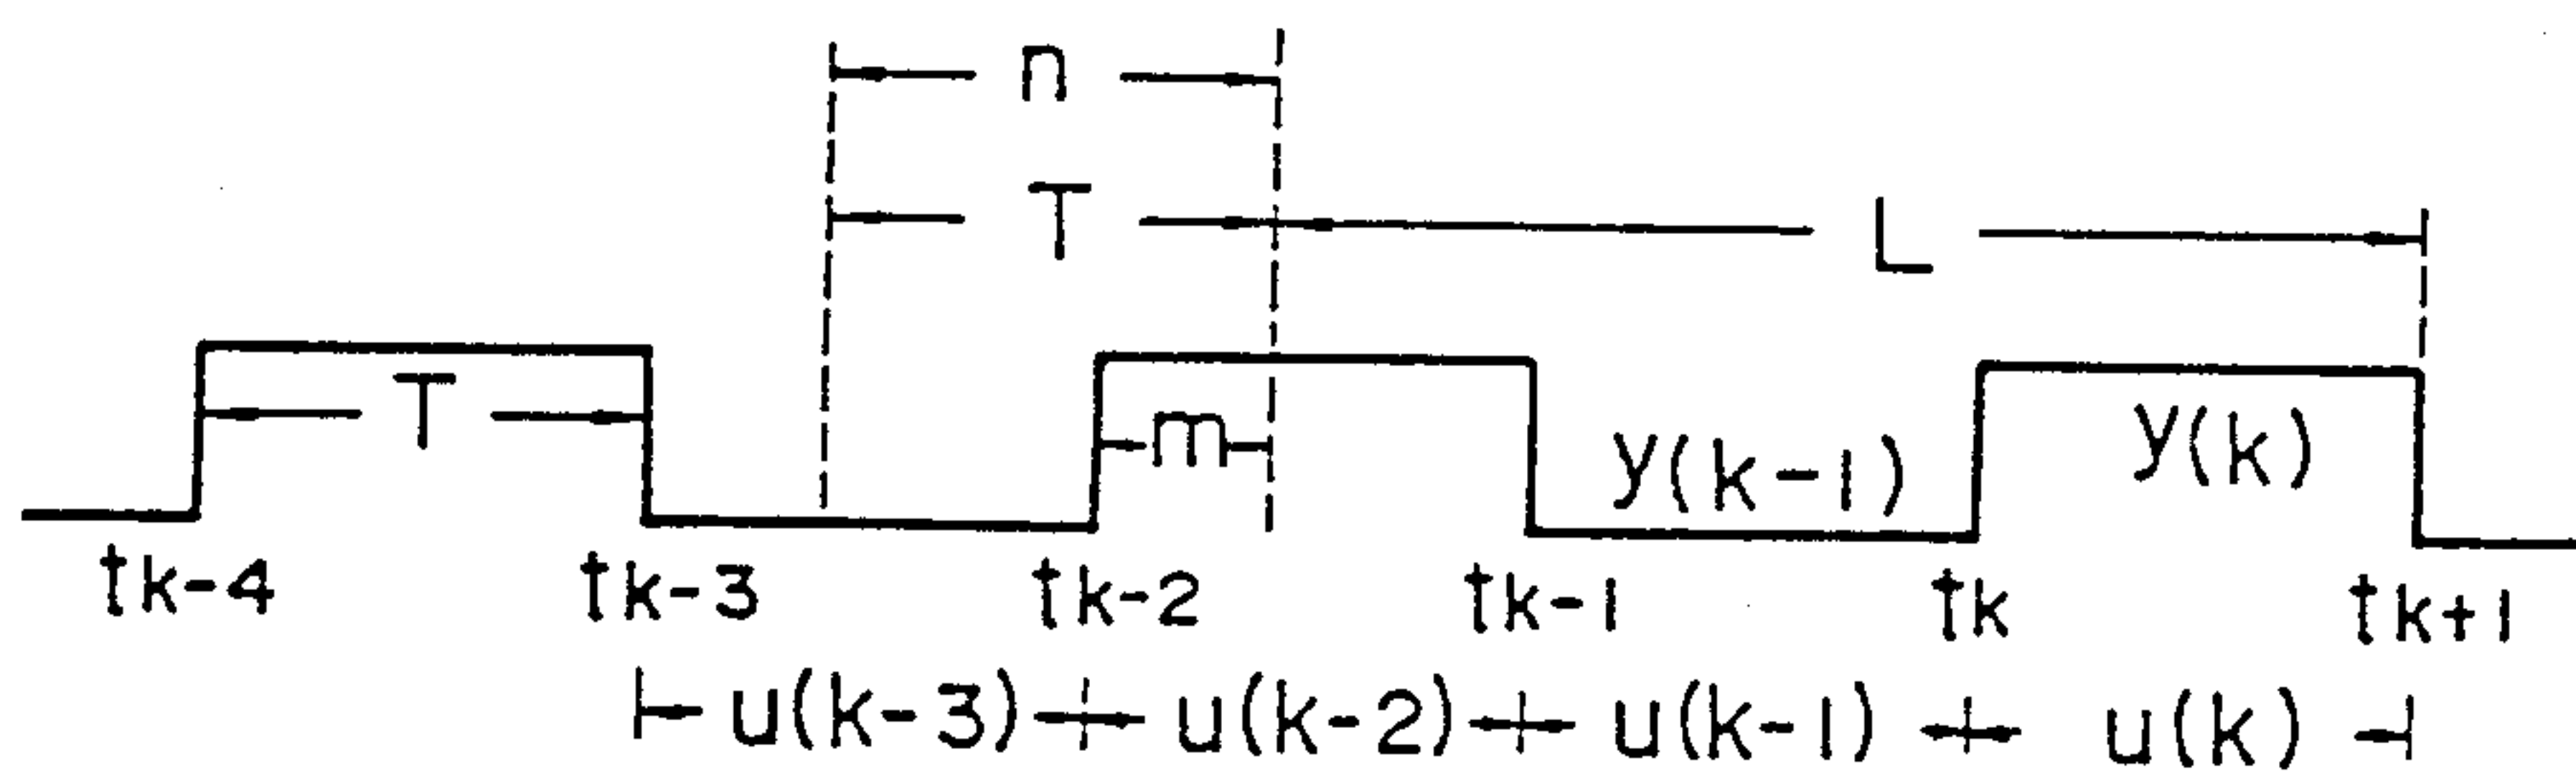 n
T L
T m y(k-1) y(k)
tk-4 tk-3 tk-2 tk-1 tk tk+1
u(k-3) u(k-2) u(k-1) u(k)